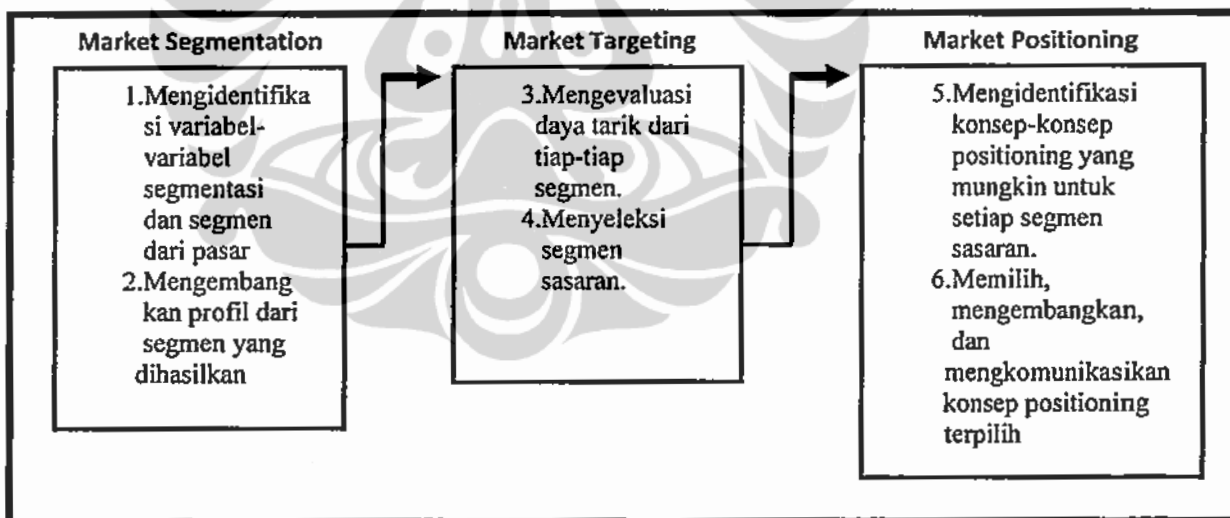 Market Segmentation
1.Mengidentifika
si variabel-
variabel
segmentasi
dan segmen
dari pasar
2.Mengembang
kan profil dari
segmen yang
dihasilkan
Market Targeting
3.Mengevaluasi
daya tarik dari
tiap-tiap
segmen.
4.Menyeleksi
segmen
sasaran.
Market Positioning
5.Mengidentifikasi
konsep-konsep
positioning yang
mungkin untuk
setiap segmen
sasaran.
6.Memilih,
mengembangkan,
dan
mengkomunikasikan
konsep positioning
terpilih